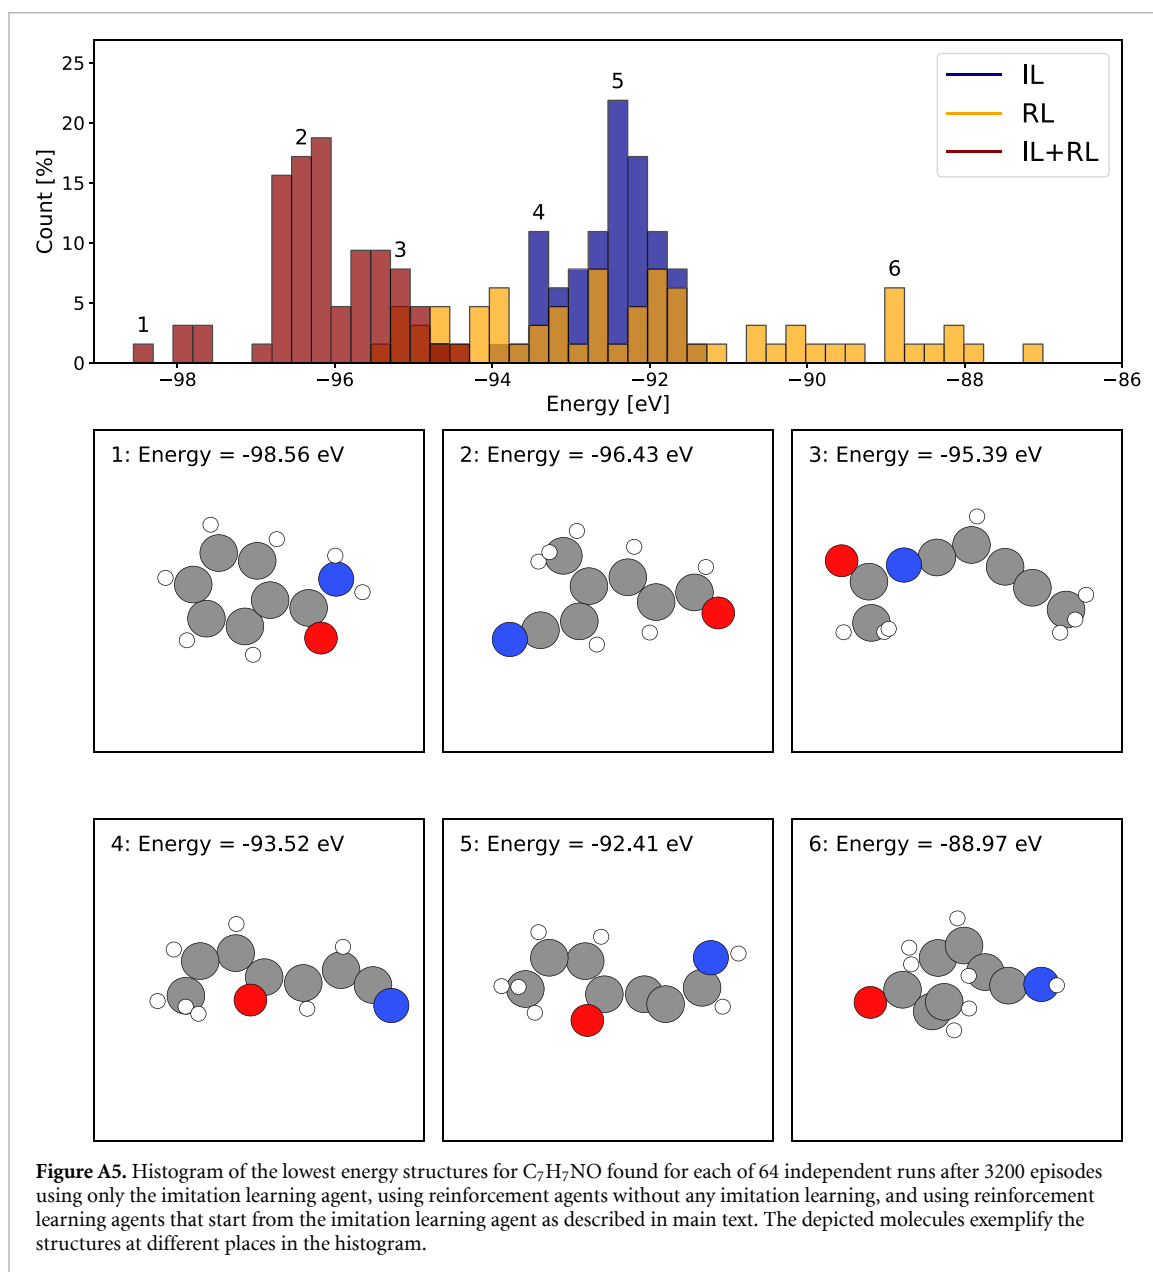 25
20
15
10
5
0
Count [%]
1
2
3
4
5
6
IL
RL
IL+RL
−98
−96
−94
−92
−90
−88
−86
Energy [eV]
1: Energy = -98.56 eV
2: Energy = -96.43 eV
3: Energy = -95.39 eV
4: Energy = -93.52 eV
5: Energy = -92.41 eV
6: Energy = -88.97 eV
Figure A5. Histogram of the lowest energy structures for C₇H₇NO found for each of 64 independent runs after 3200 episodes
using only the imitation learning agent, using reinforcement agents without any imitation learning, and using reinforcement
learning agents that start from the imitation learning agent as described in main text. The depicted molecules exemplify the
structures at different places in the histogram.